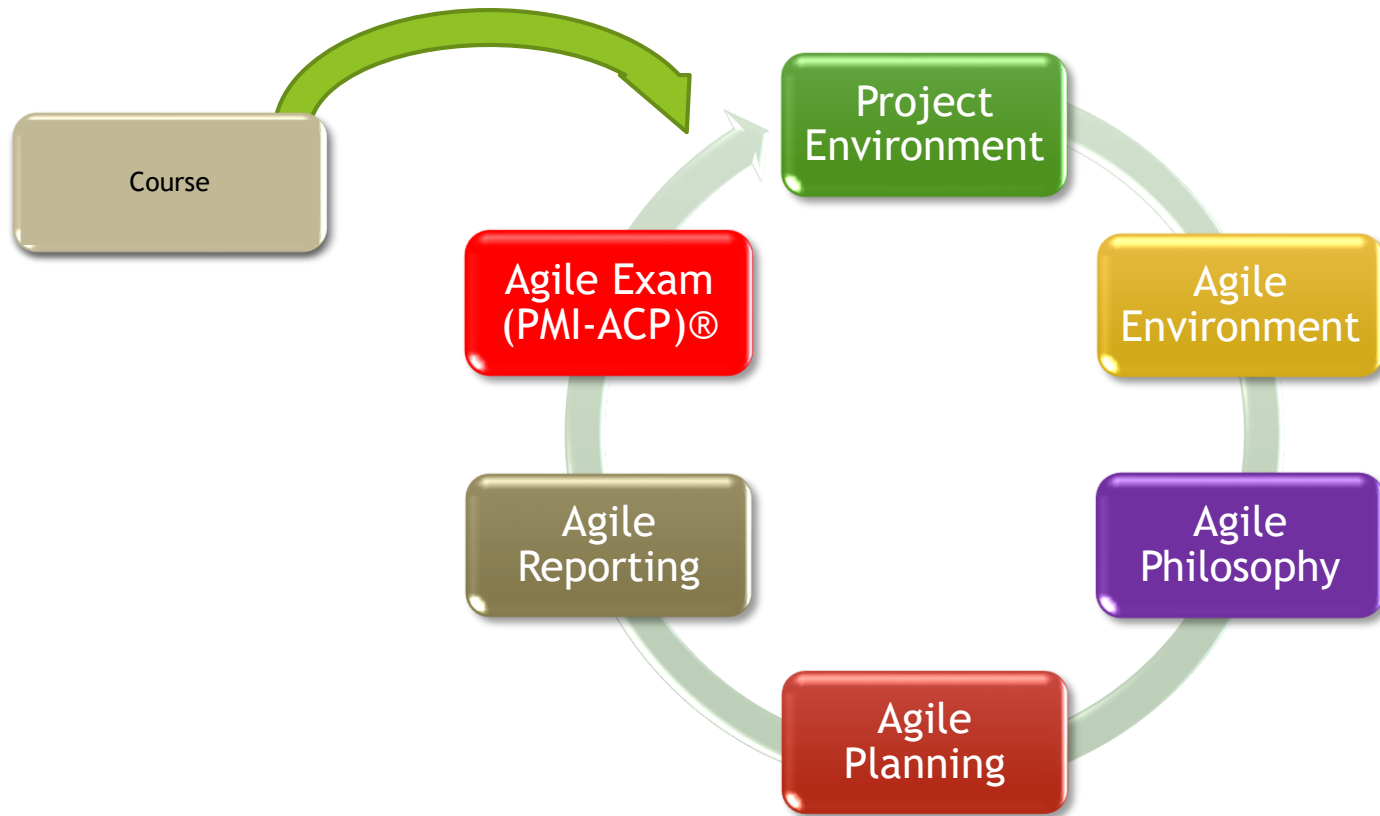 Course
Project
Environment
Agile
Environment
Agile
Philosophy
Agile
Planning
Agile
Reporting
Agile Exam
(PMI-ACP)®